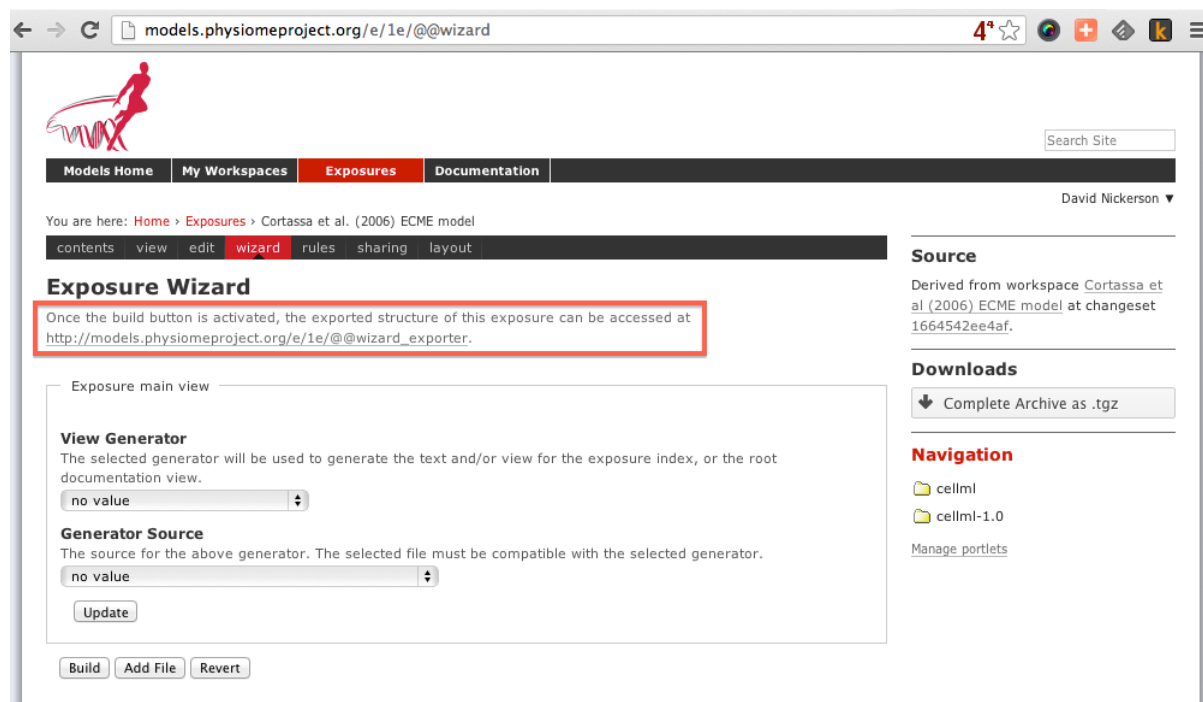 models.physiomeproject.org/e/1e/@@wizard
Search Site
Models Home
My Workspaces
Exposures
Documentation
David Nickerson ▼
You are here: Home › Exposures › Cortassa et al. (2006) ECME model
contents
view
edit
wizard
rules
sharing
layout
Exposure Wizard
Once the build button is activated, the exported structure of this exposure can be accessed at
http://models.physiomeproject.org/e/1e/@@wizard_exporter.
Exposure main view
View Generator
The selected generator will be used to generate the text and/or view for the exposure index, or the root
documentation view.
no value
Generator Source
The source for the above generator. The selected file must be compatible with the selected generator.
no value
Update
Build
Add File
Revert
Source
Derived from workspace Cortassa et
al (2006) ECME model at changeset
1664542ee4af.
Downloads
Complete Archive as .tgz
Navigation
cellml
cellml-1.0
Manage portlets